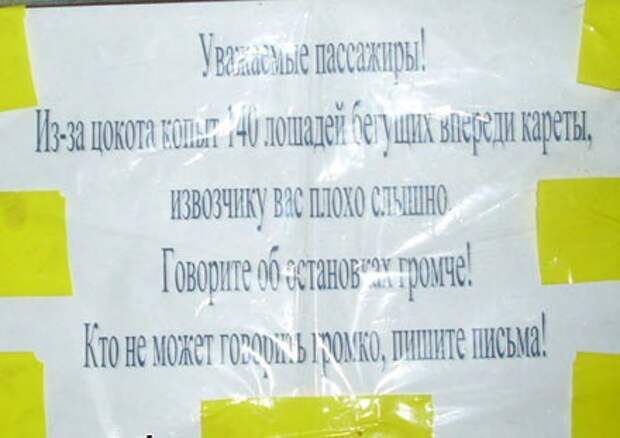 Уважаемые пассажиры!
Из-за цокота копыт 140 лошадей бегущих впереди кареты,
извозчику вас плохо слышно.
Говорите об остановках громче!
Кто не может говорить громко, пишите письма!